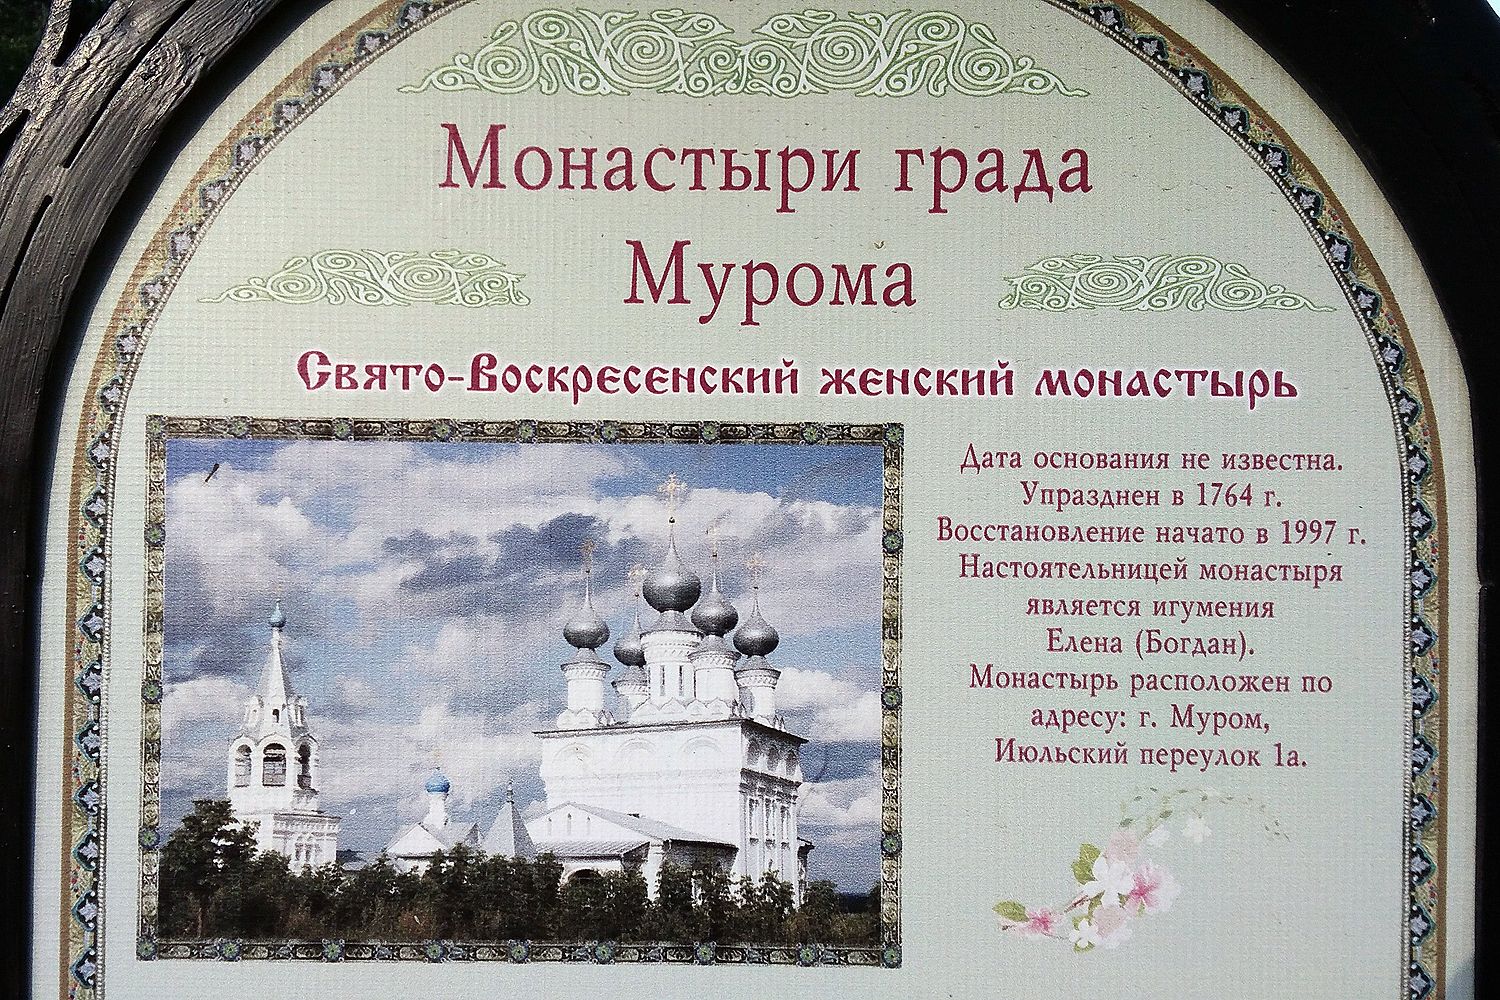 Монастыри града
Мурома
Свято-Воскресенский женский монастырь
Дата основания не известна.
Упразднен в 1764 г.
Восстановление начато в 1997 г.
Настоятельницей монастыря
является игумения
Елена (Богдан).
Монастырь расположен по
адресу: г. Муром,
Июльский переулок 1а.